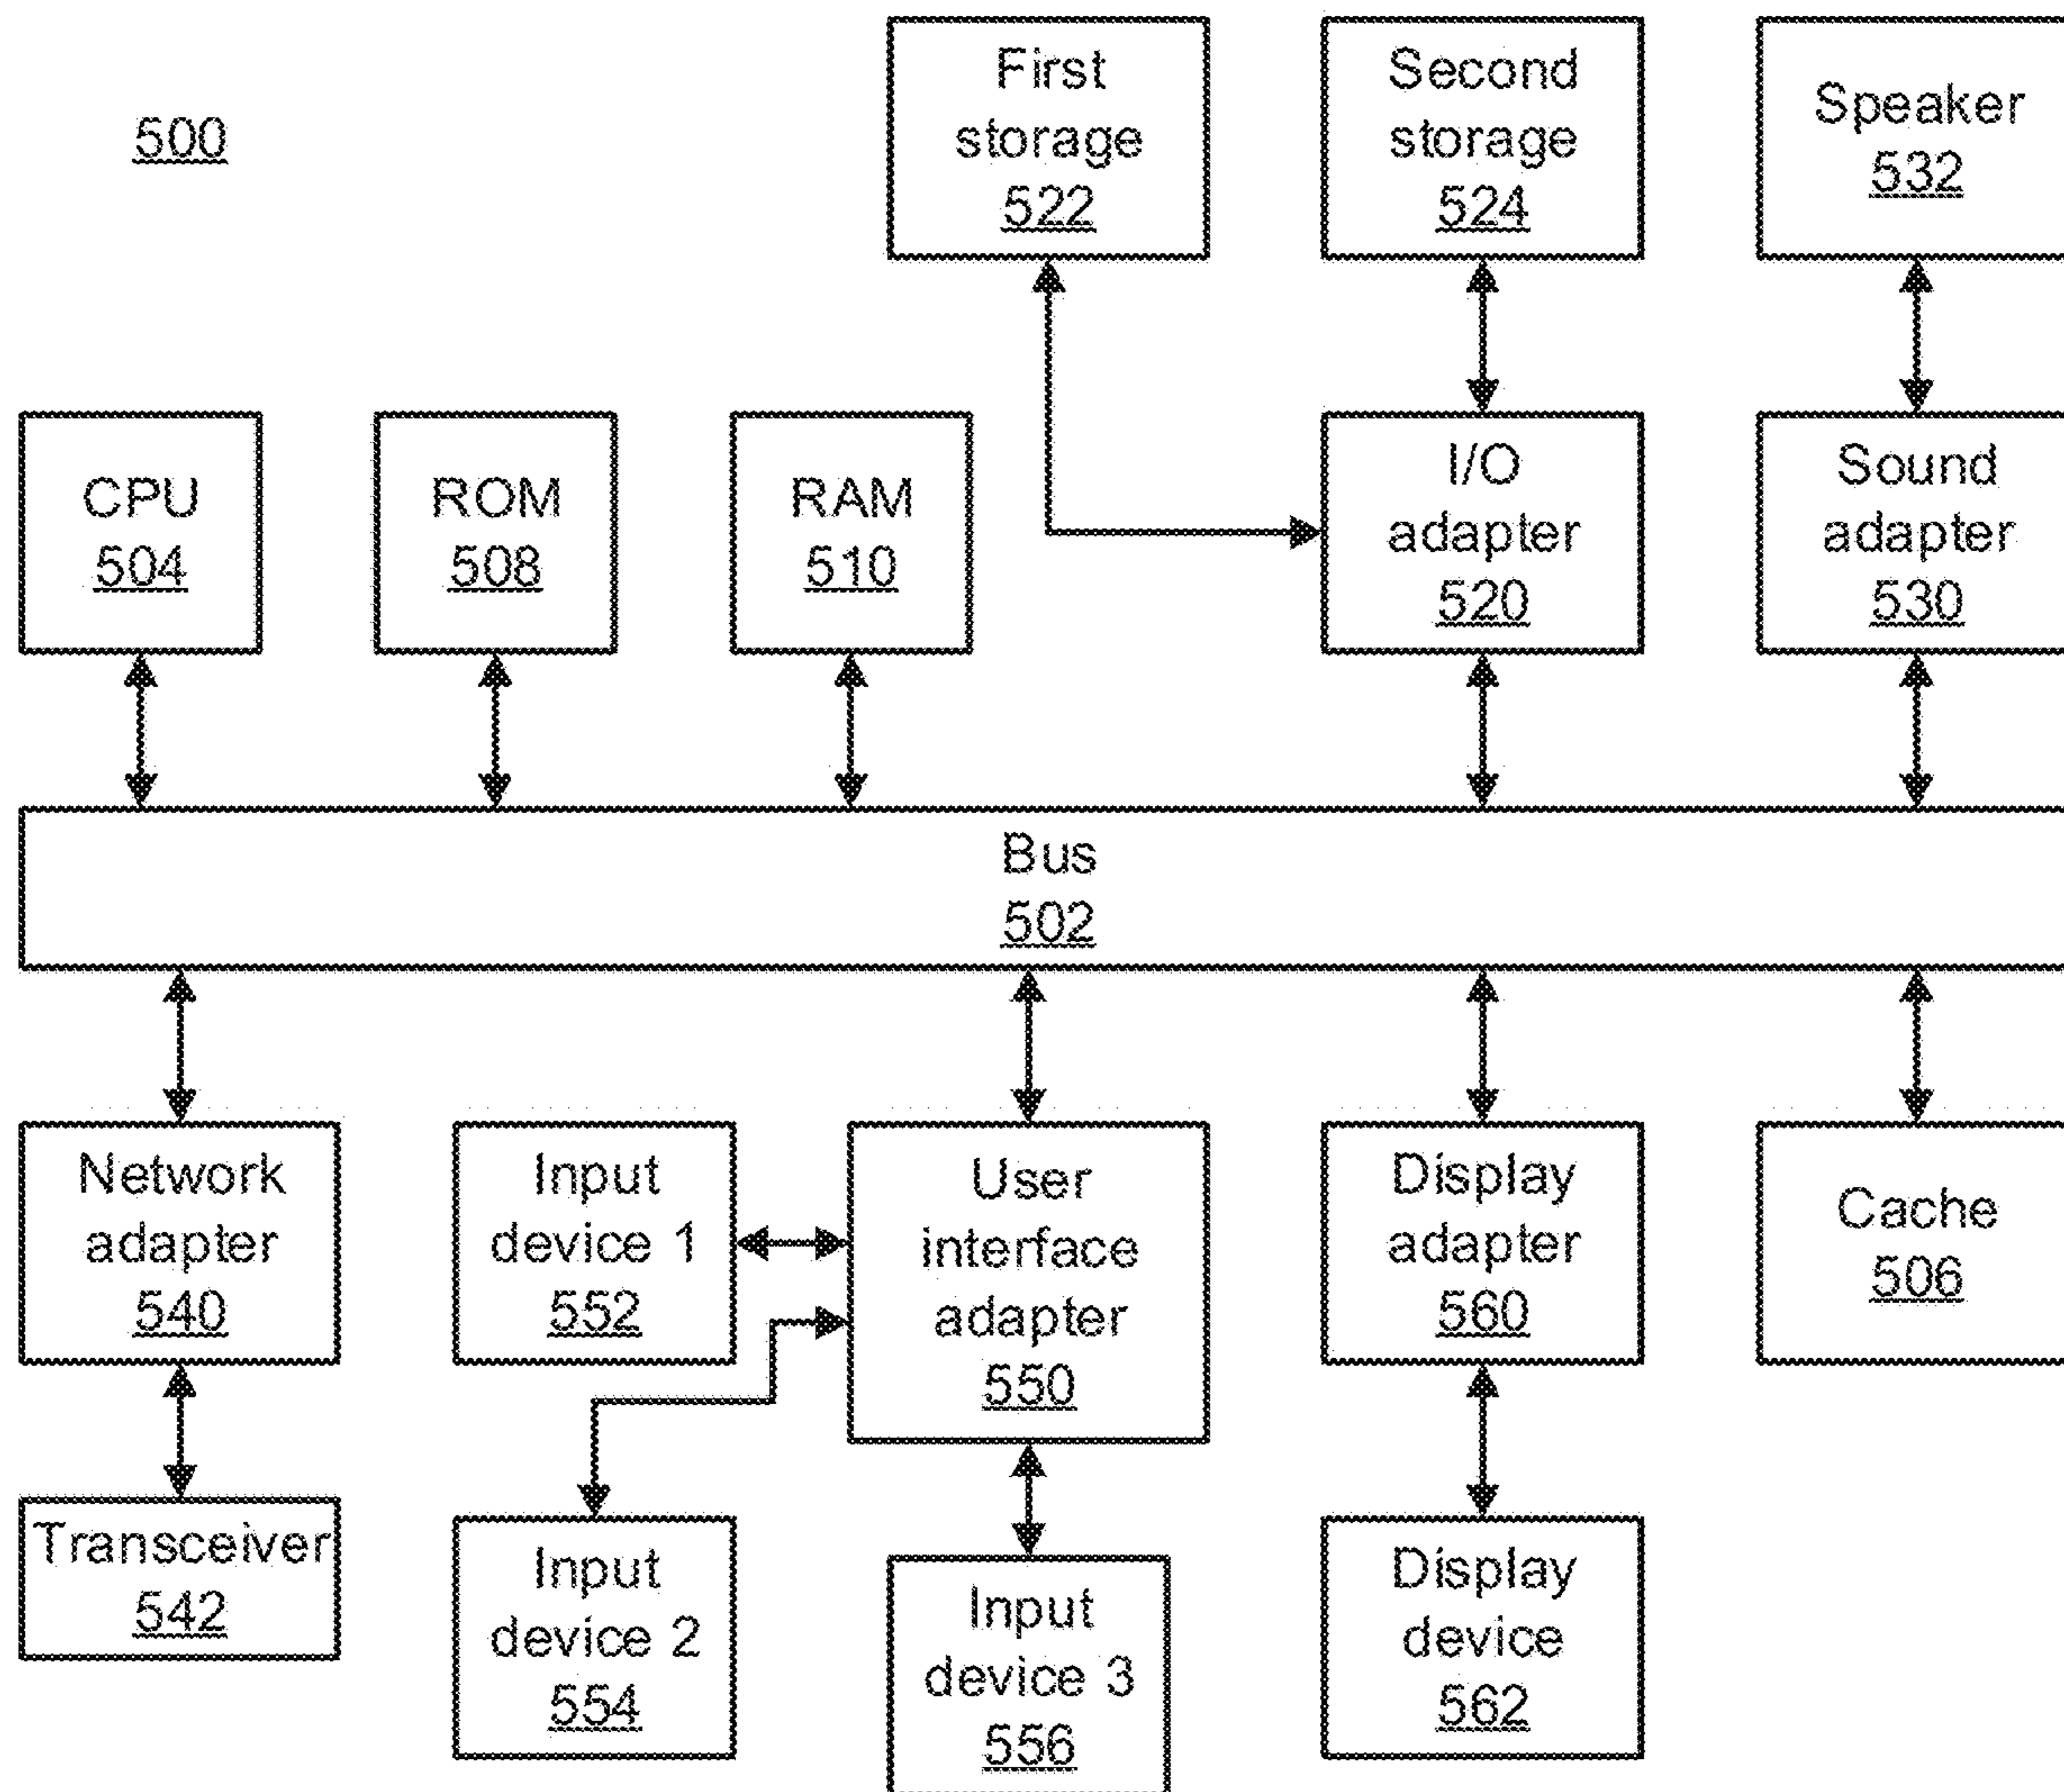 500
First
storage
522
Second
storage
524
Speaker
532
CPU
504
ROM
508
RAM
510
I/O
adapter
520
Sound
adapter
530
Bus
502
Network
adapter
540
Input
device 1
552
User
interface
adapter
550
Display
adapter
560
Cache
506
Transceiver
542
Input
device 2
554
Input
device 3
556
Display
device
562